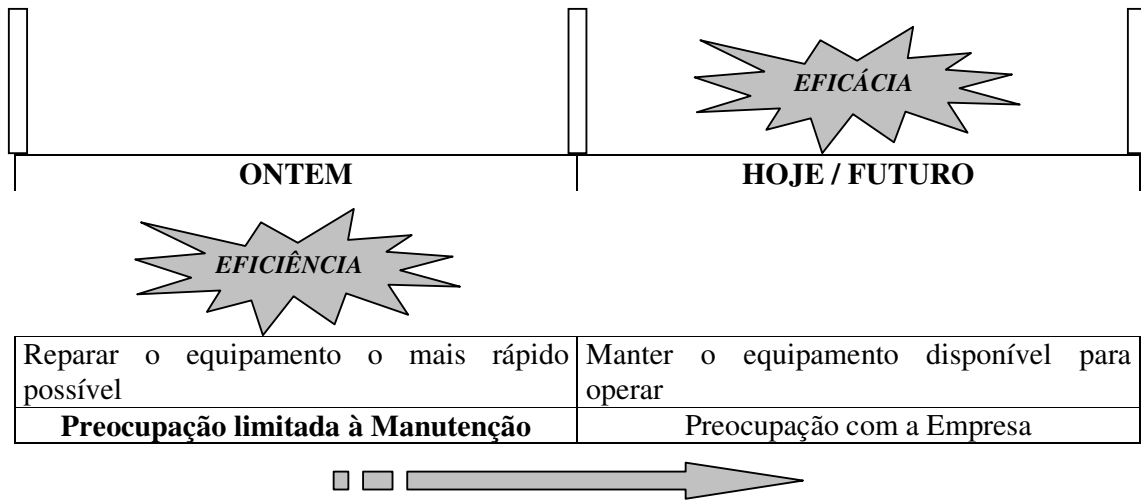 EFICÁCIA
ONTEM
HOJE / FUTURO
EFICIÊNCIA
Reparar o equipamento o mais rápido
possível
Manter o equipamento disponível para
operar
Preocupação limitada à Manutenção
Preocupação com a Empresa